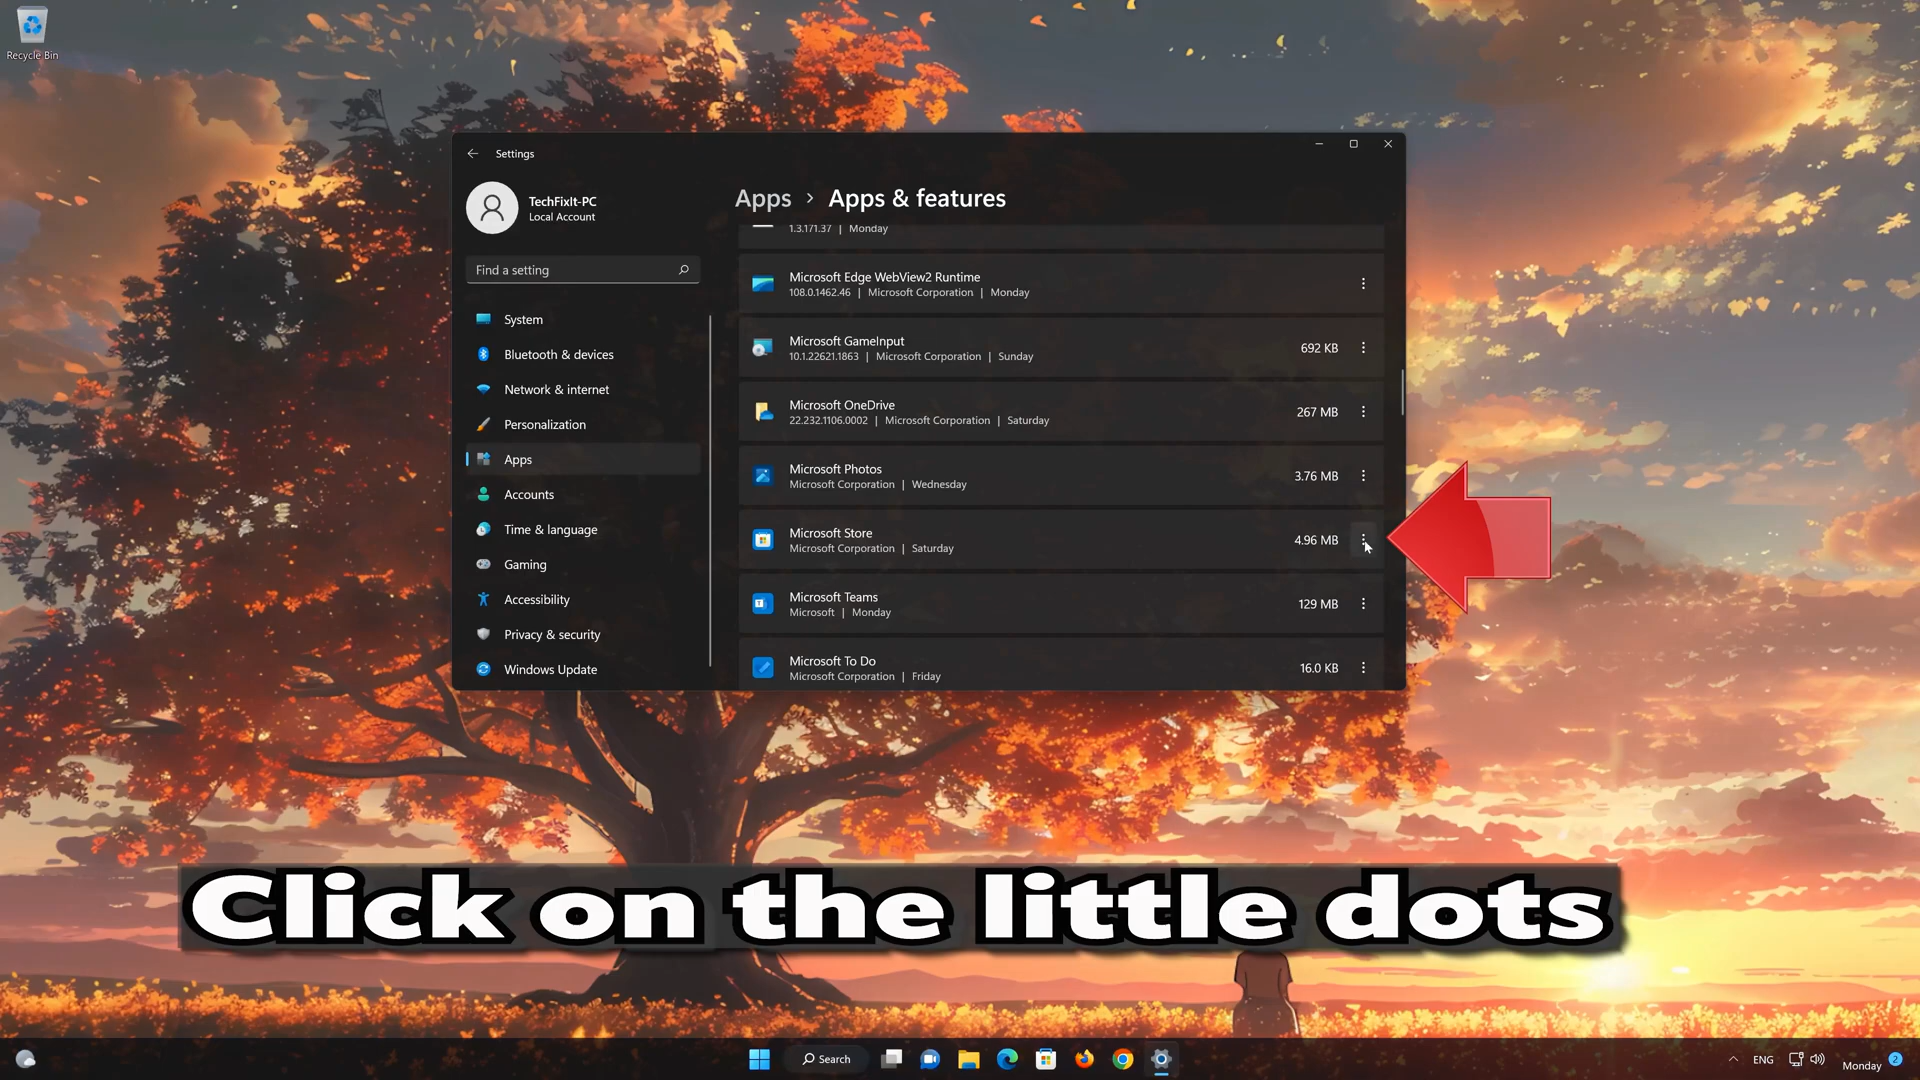 Recycle Bin
Settings
TechFixIt-PC
Local Account
Find a setting
System
Bluetooth & devices
Network & internet
Personalization
Apps
Accounts
Time & language
Gaming
Accessibility
Privacy & security
Windows Update
Apps › Apps & features
1.3.171.37 | Monday
Microsoft Edge WebView2 Runtime
108.0.1462.46 | Microsoft Corporation | Monday
Microsoft GameInput
10.1.22621.1863 | Microsoft Corporation | Sunday
692 KB
Microsoft OneDrive
22.232.1106.0002 | Microsoft Corporation | Saturday
267 MB
Microsoft Photos
Microsoft Corporation | Wednesday
3.76 MB
Microsoft Store
Microsoft Corporation | Saturday
4.96 MB
Microsoft Teams
Microsoft | Monday
129 MB
Microsoft To Do
Microsoft Corporation | Friday
16.0 KB
Click on the little dots
Search
ENG
Monday
2